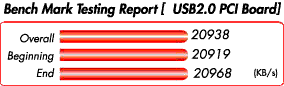 Bench Mark Testing Report [ USB2.0 PCI Board]
Overall 20938
Beginning 20919
End 20968 (KB/s)